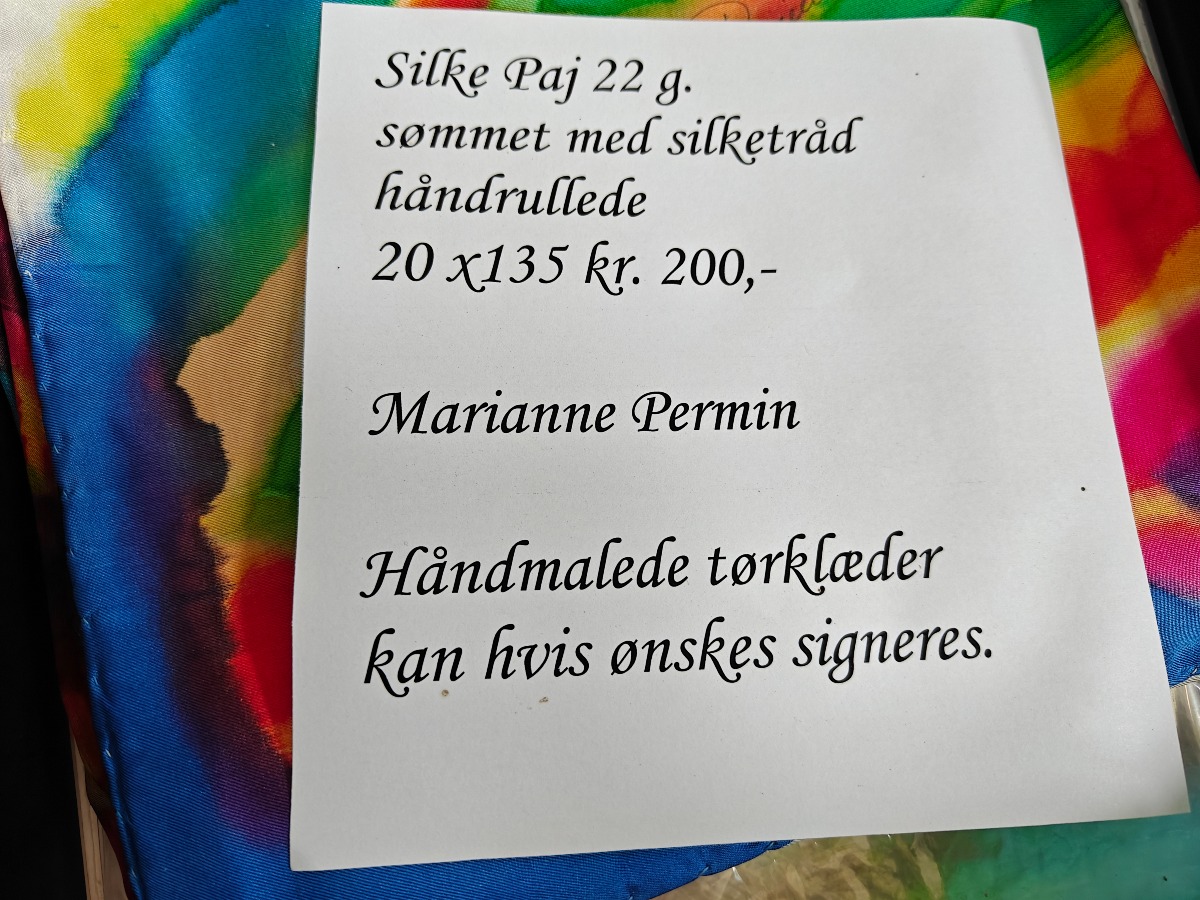 Silke Paj 22 g.
sømmet med silketråd
håndrullede
20 x135 kr. 200,-
Marianne Permin
Håndmalede tørklæder
kan hvis ønskes signeres.